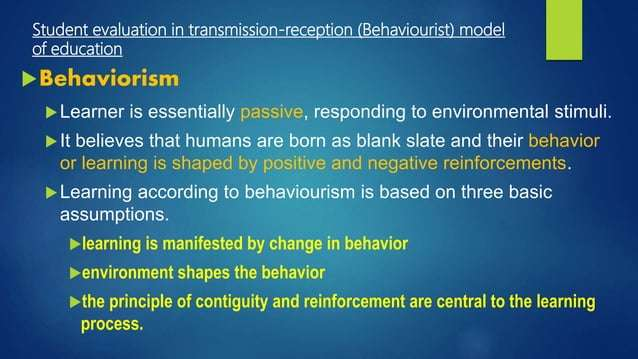 Student evaluation in transmission-reception (Behaviourist) model
of education
Behaviorism
Learner is essentially passive, responding to environmental stimuli.
It believes that humans are born as blank slate and their behavior
or learning is shaped by positive and negative reinforcements.
Learning according to behaviourism is based on three basic
assumptions.
learning is manifested by change in behavior
environment shapes the behavior
the principle of contiguity and reinforcement are central to the learning
process.